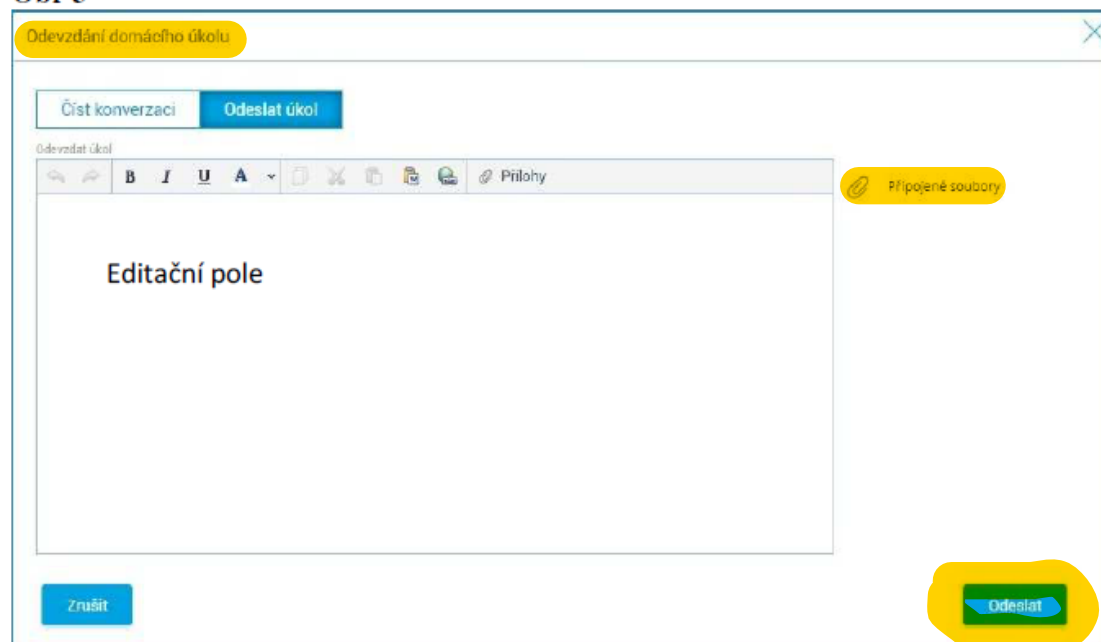 Odevzdání domácího úkolu
Číst konverzaci Odeslat úkol
Odevzdat úkol
B I U A Přílohy
Připojené soubory
Editační pole
Zrušit Odeslat